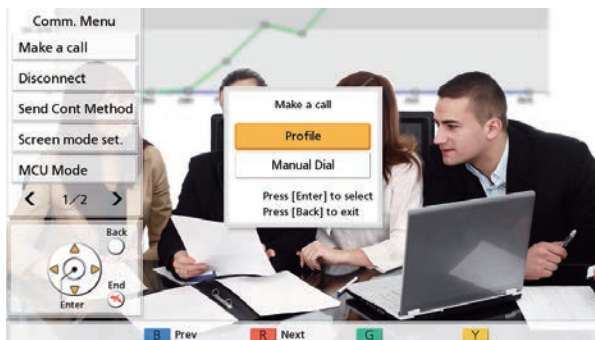 Comm. Menu
Make a call
Disconnect
Send Cont Method
Screen mode set.
MCU Mode
1/2
Make a call
Profile
Manual Dial
Press [Enter] to select
Press [Back] to exit
Back
End
Enter
B Prev R Next G Y